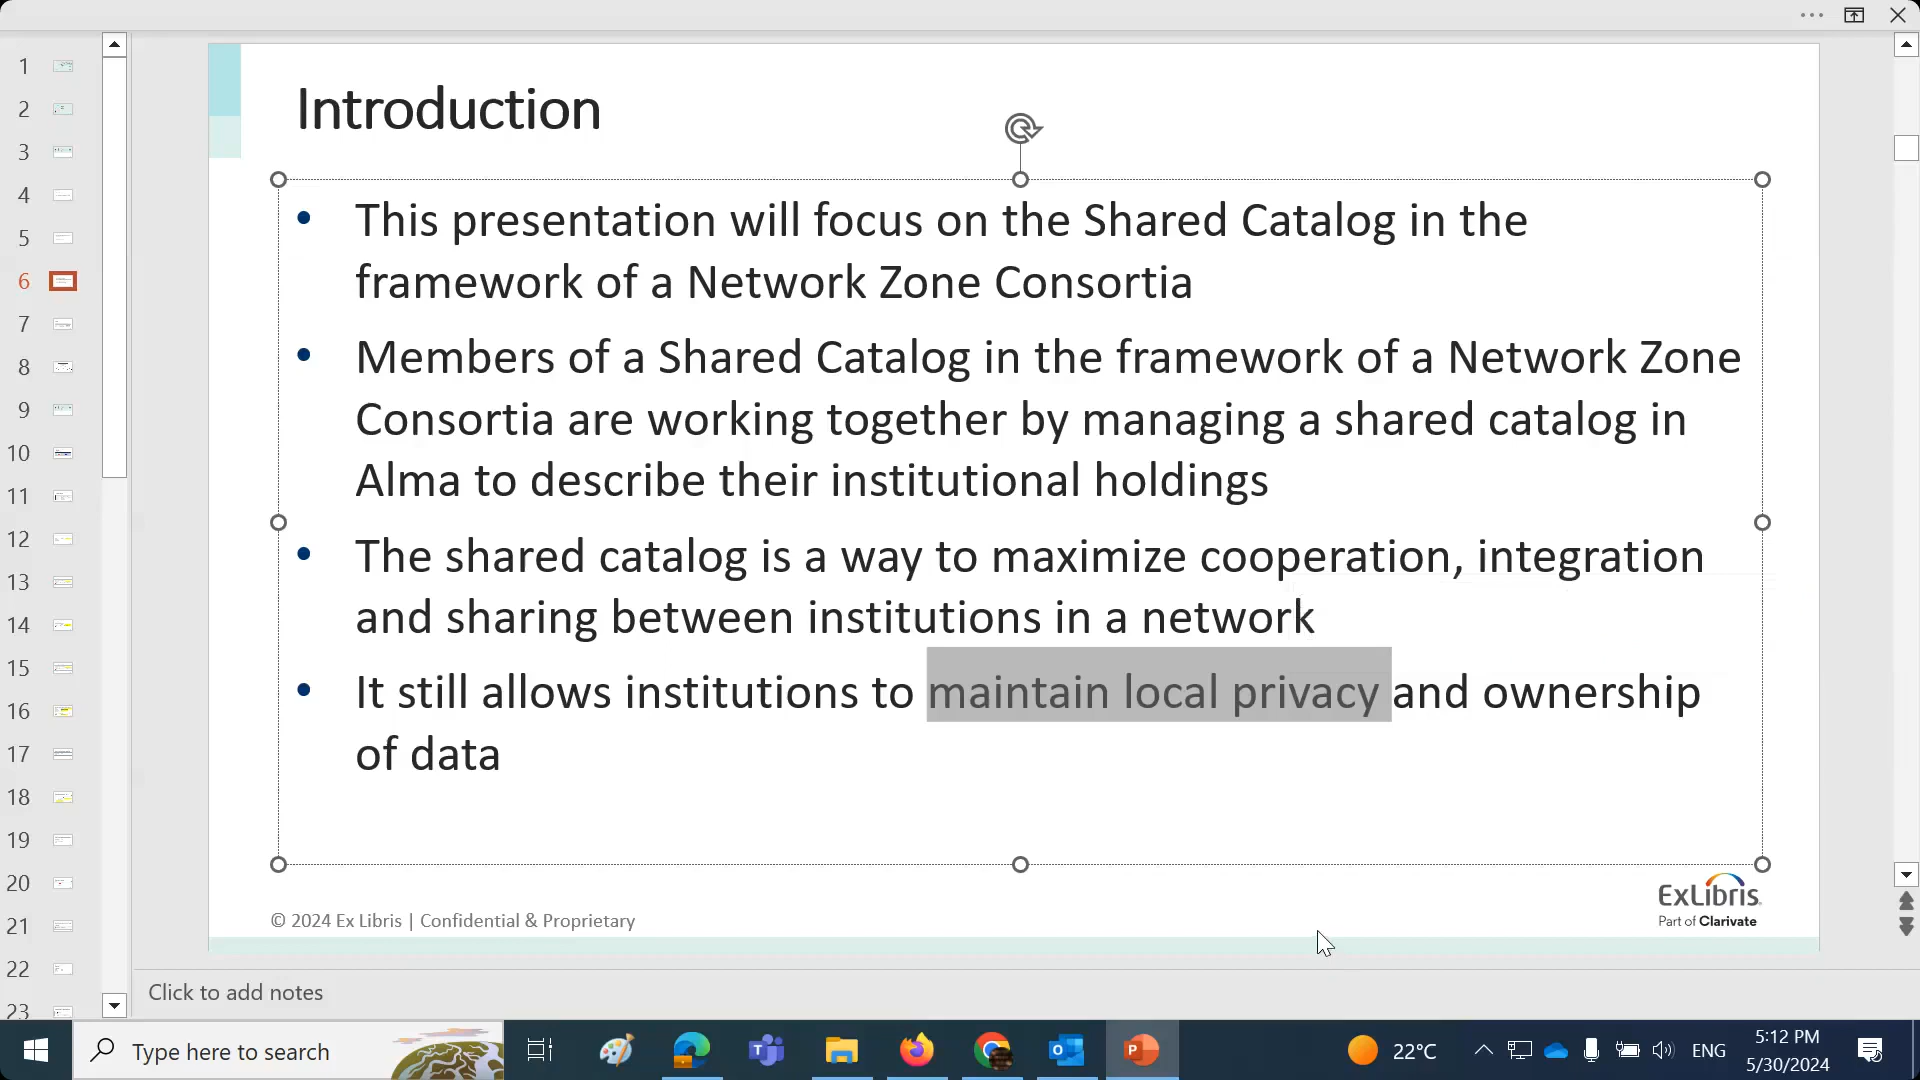 Introduction
• This presentation will focus on the Shared Catalog in the
framework of a Network Zone Consortia
• Members of a Shared Catalog in the framework of a Network Zone
Consortia are working together by managing a shared catalog in
Alma to describe their institutional holdings
• The shared catalog is a way to maximize cooperation, integration
and sharing between institutions in a network
• It still allows institutions to maintain local privacy and ownership
of data
© 2024 Ex Libris | Confidential & Proprietary
ExLibris
Part of Clarivate
1
2
3
4
5
6
7
8
9
10
11
12
13
14
15
16
17
18
19
20
21
22
23
Click to add notes
Type here to search
22°C
ENG
5:12 PM
5/30/2024